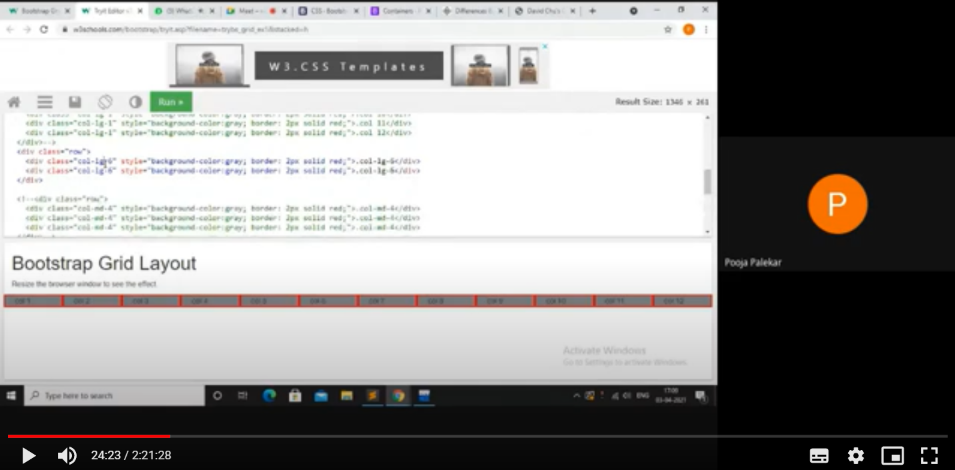 Bootstrap Gr
Tryit Editor v
(3) What
Meet –
CSS · Bootstr
Containers ·
Differences B
David Chu's
w3schools.com/bootstrap/tryit.asp?filename=trybs_grid_ex1&stacked=h
W3.CSS Templates
Run »
Result Size: 1346 x 261
<div class="col-lg-1" style="background-color:gray; border: 2px solid red;">.col 11</div>
<div class="col-lg-1" style="background-color:gray; border: 2px solid red;">.col 12</div>
</div>-->
<div class="row">
<div class="col-lg-6" style="background-color:gray; border: 2px solid red;">.col-lg-6</div>
<div class="col-lg-6" style="background-color:gray; border: 2px solid red;">.col-lg-6</div>
</div>
<!--<div class="row">
<div class="col-md-4" style="background-color:gray; border: 2px solid red;">.col-md-4</div>
<div class="col-md-4" style="background-color:gray; border: 2px solid red;">.col-md-4</div>
<div class="col-md-4" style="background-color:gray; border: 2px solid red;">.col-md-4</div>
P
Pooja Palekar
Bootstrap Grid Layout
Resize the browser window to see the effect.
col 1 col 2 col 3 col 4 col 5 col 6 col 7 col 8 col 9 col 10 col 11 col 12
Activate Windows
Go to Settings to activate Windows.
Type here to search
ENG
17:00
03-04-2021
24:23 / 2:21:28